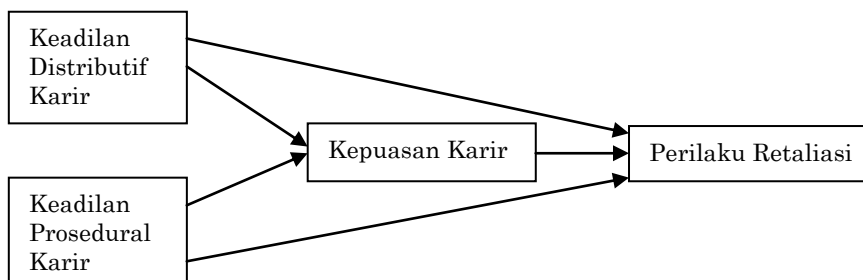 Keadilan
Distributif
Karir
Kepuasan Karir
Perilaku Retaliasi
Keadilan
Prosedural
Karir